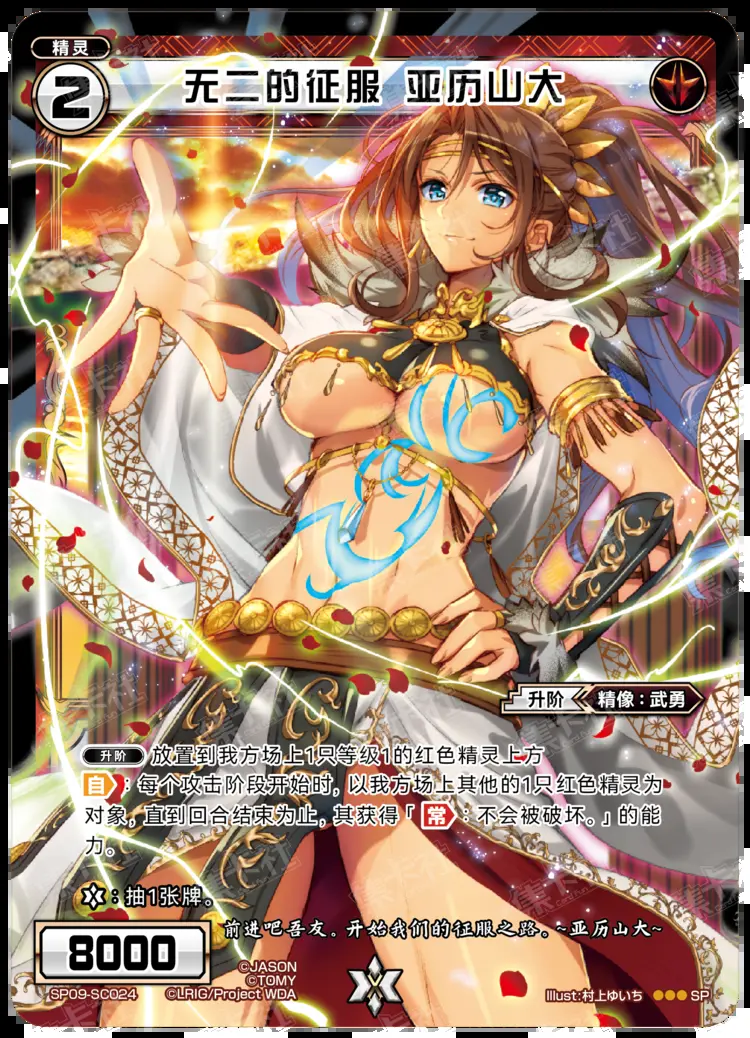 精灵
2
无二的征服 亚历山大
升阶 精像：武勇
升阶 放置到我方场上1只等级1的红色精灵上方
自：每个攻击阶段开始时，以我方场上其他的1只红色精灵为
对象，直到回合结束为止，其获得「常：不会被破坏。」的能
力。
：抽1张牌。
前进吧吾友。开始我们的征服之路。~亚历山大~
8000
©JASON
©TOMY
SP09-SC024
©LRIG/Project WDA
Illust:村上ゆいち
SP
集卡社